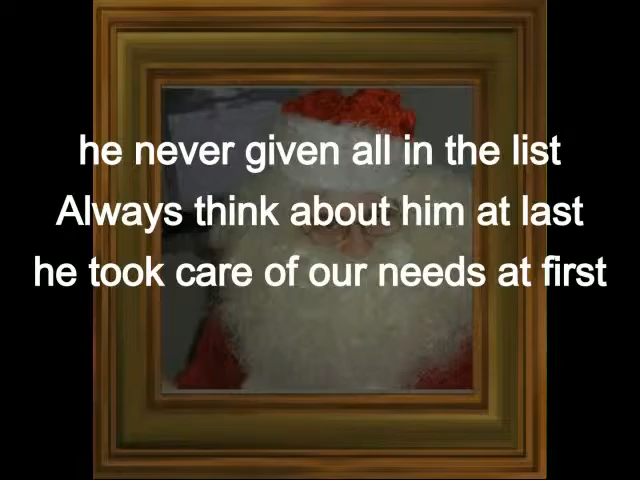 he never given all in the list
Always think about him at last
he took care of our needs at first